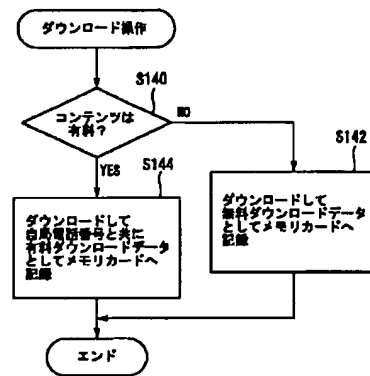 ダウンロード操作
S140
コンテンツは
有料？
NO
YES
S144
S142
ダウンロードして
自局電話番号と共に
有料ダウンロードデータ
としてメモリカードへ
記録
ダウンロードして
無料ダウンロードデータ
としてメモリカードへ
記録
エンド